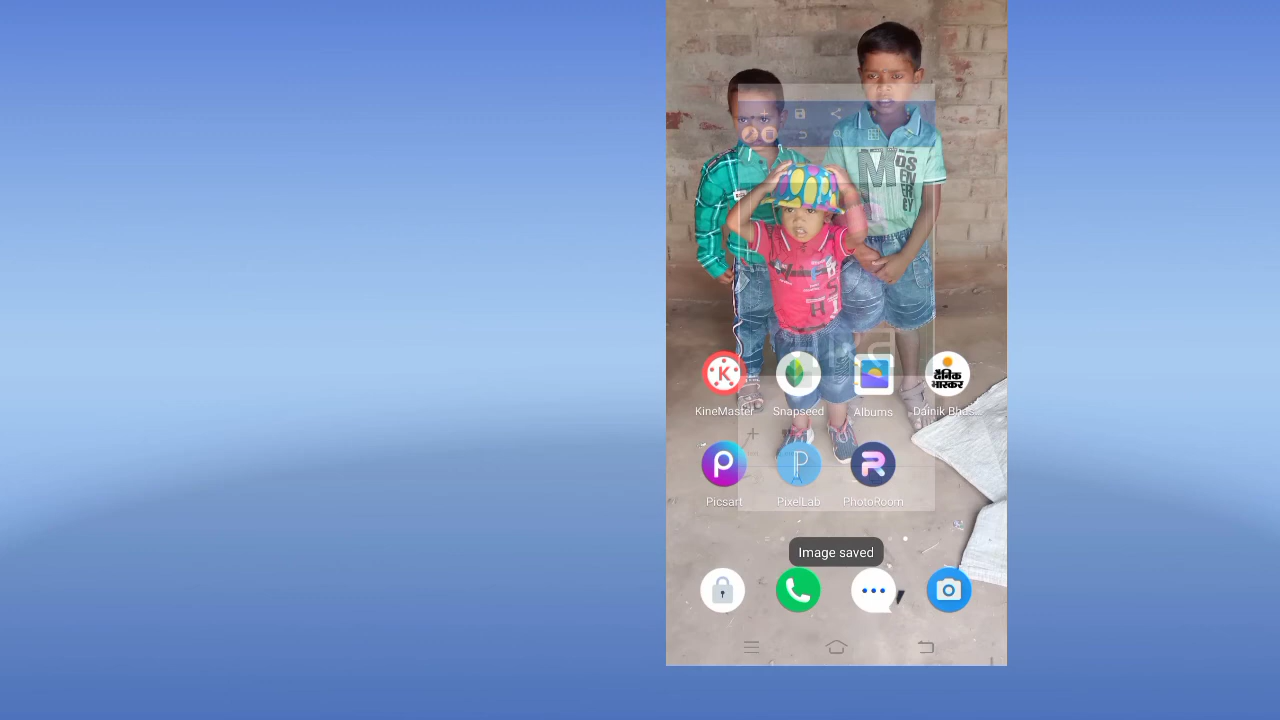 KineMaster
Snapseed
Albums
दैनिक
भास्कर
Dainik Bhas...
Picsart
PixelLab
PhotoRoom
Image saved